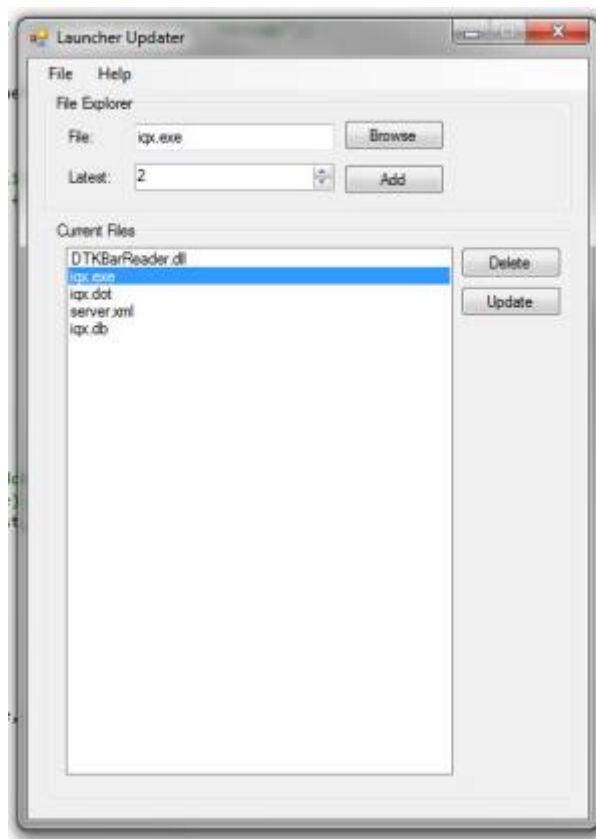 Launcher Updater
File Help
File Explorer
File: iqx.exe Browse
Latest: 2 Add
Current Files
DTKBarReader.dll
iqx.exe
iqx.dot
server.xml
iqx.db
Delete
Update